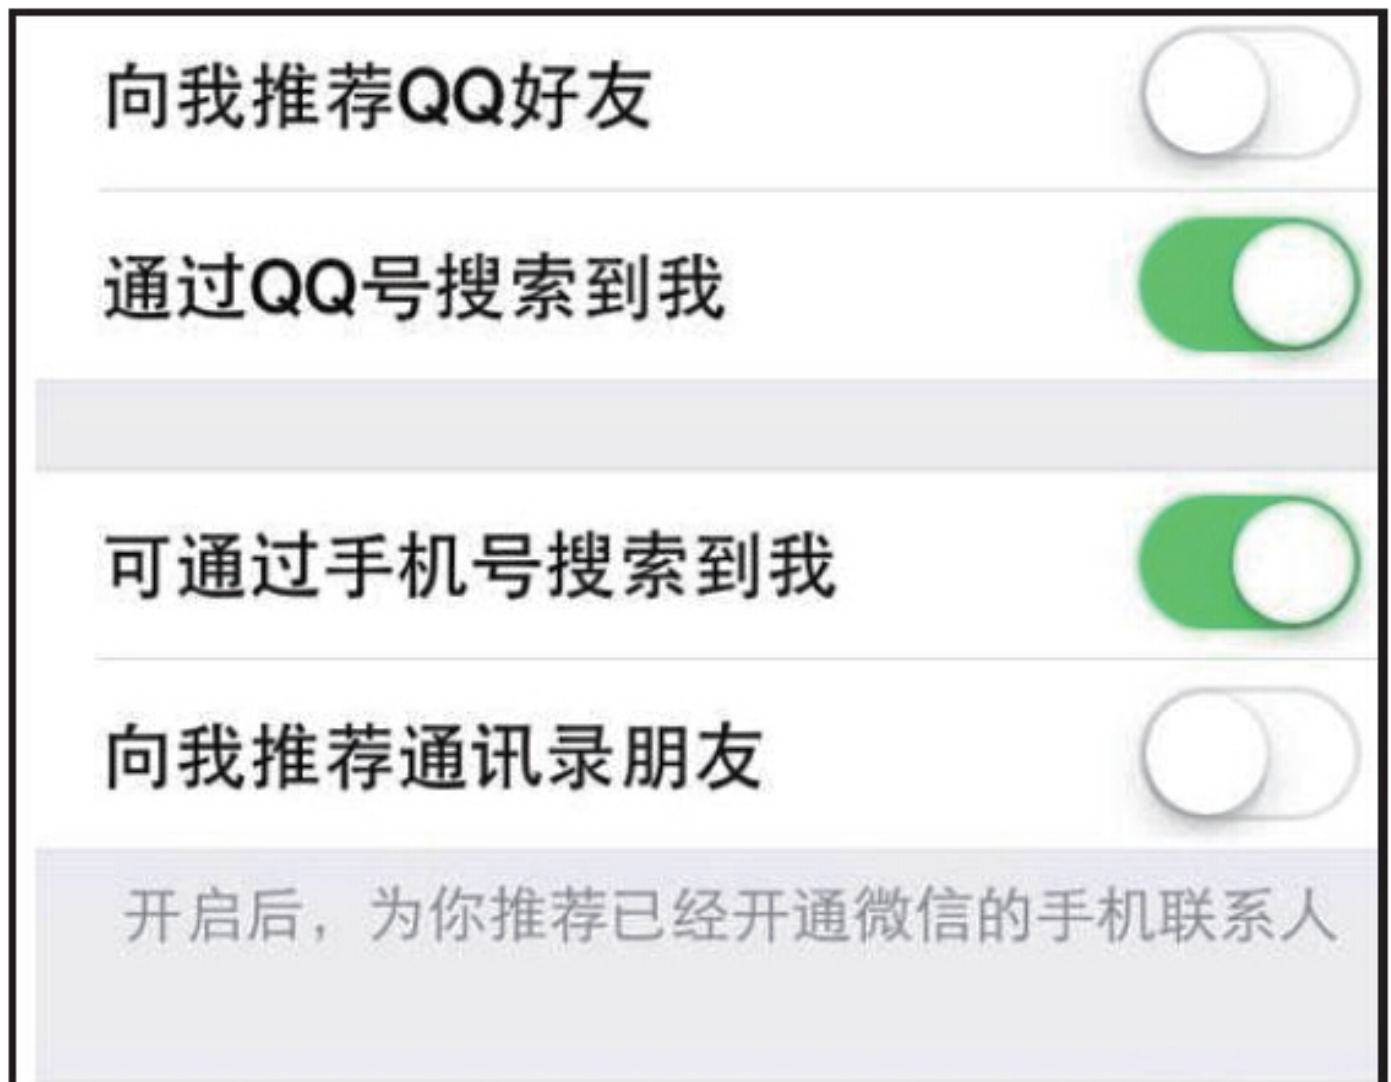 向我推荐QQ好友
通过QQ号搜索到我
可通过手机号搜索到我
向我推荐通讯录朋友
开启后，为你推荐已经开通微信的手机联系人